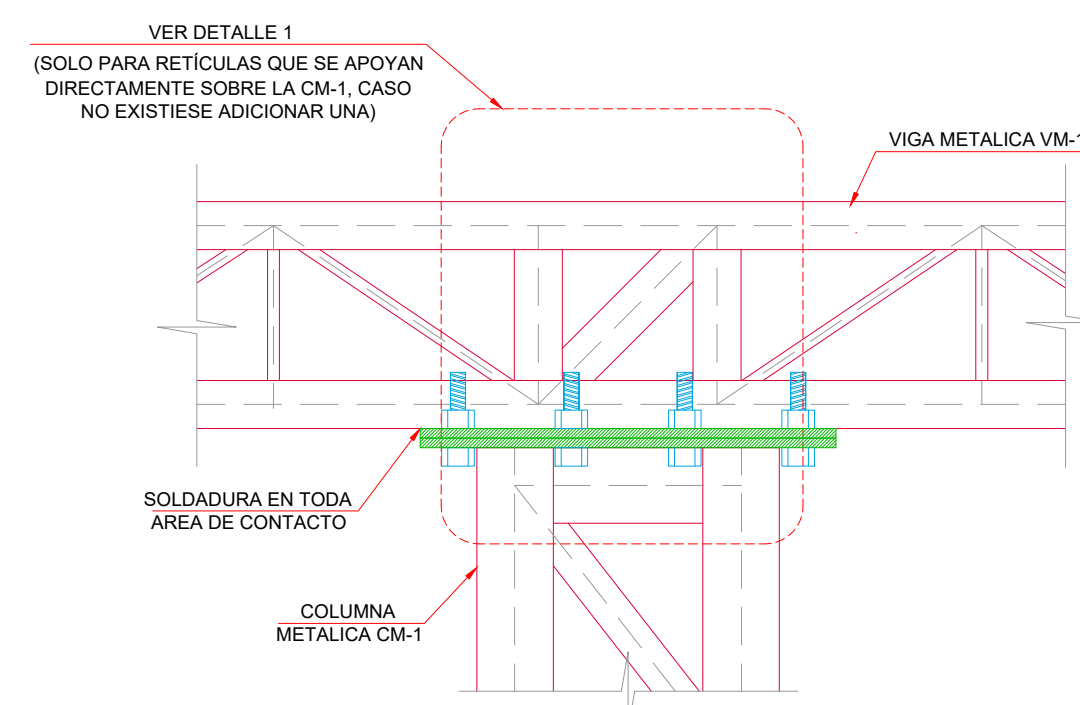 VER DETALLE 1
(SOLO PARA RETÍCULAS QUE SE APOYAN
DIRECTAMENTE SOBRE LA CM-1, CASO
NO EXISTIESE ADICIONAR UNA)
VIGA METALICA VM-1
SOLDADURA EN TODA
AREA DE CONTACTO
COLUMNA
METALICA CM-1